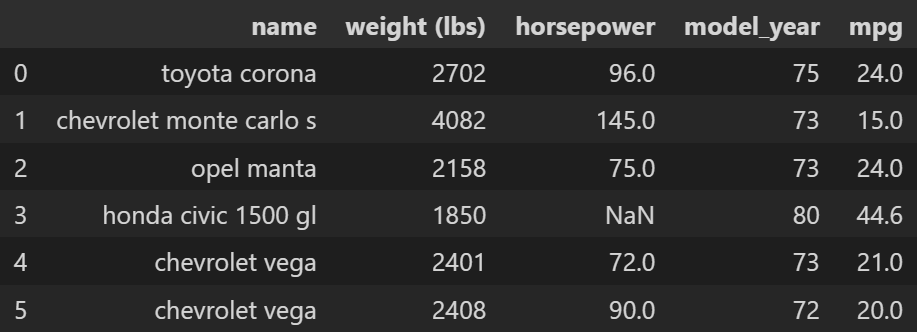 name weight (lbs) horsepower model_year mpg
0 toyota corona 2702 96.0 75 24.0
1 chevrolet monte carlo s 4082 145.0 73 15.0
2 opel manta 2158 75.0 73 24.0
3 honda civic 1500 gl 1850 NaN 80 44.6
4 chevrolet vega 2401 72.0 73 21.0
5 chevrolet vega 2408 90.0 72 20.0